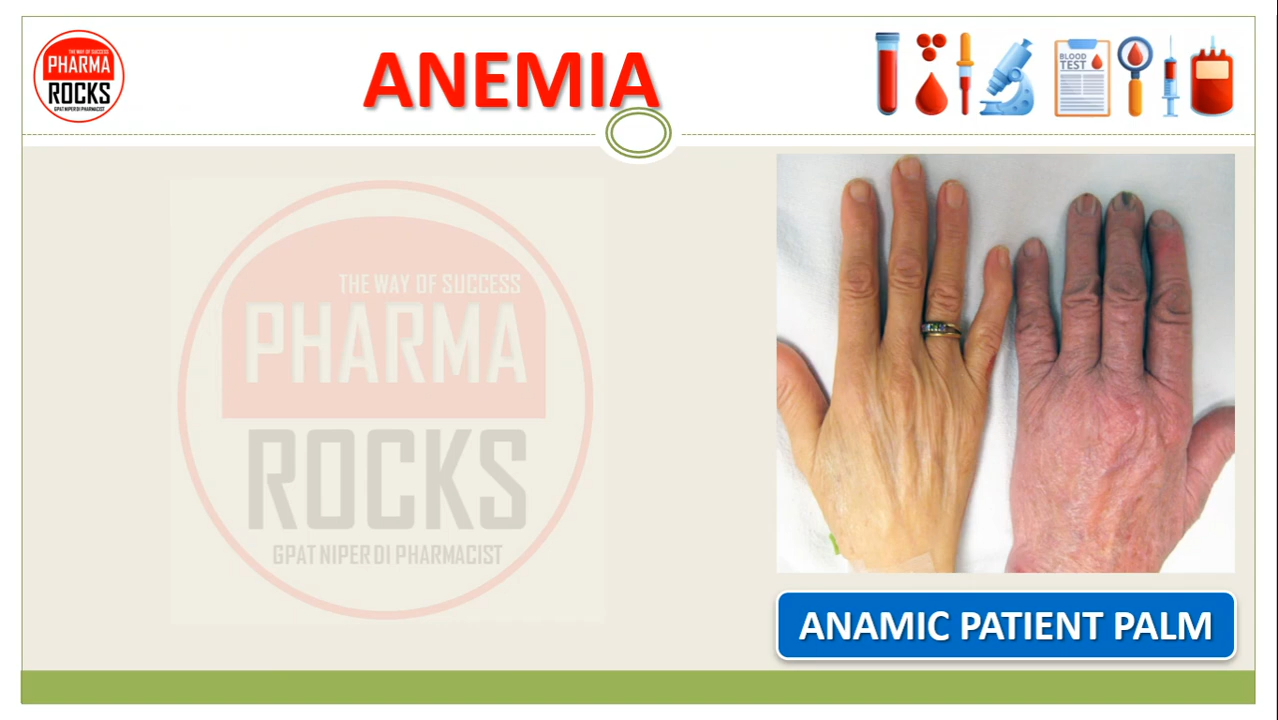 THE WAY OF SUCCESS
PHARMA
ROCKS
GPAT NIPER DI PHARMACIST
ANEMIA
BLOOD
TEST
THE WAY OF SUCCESS
PHARMA
ROCKS
GPAT NIPER DI PHARMACIST
ANAMIC PATIENT PALM